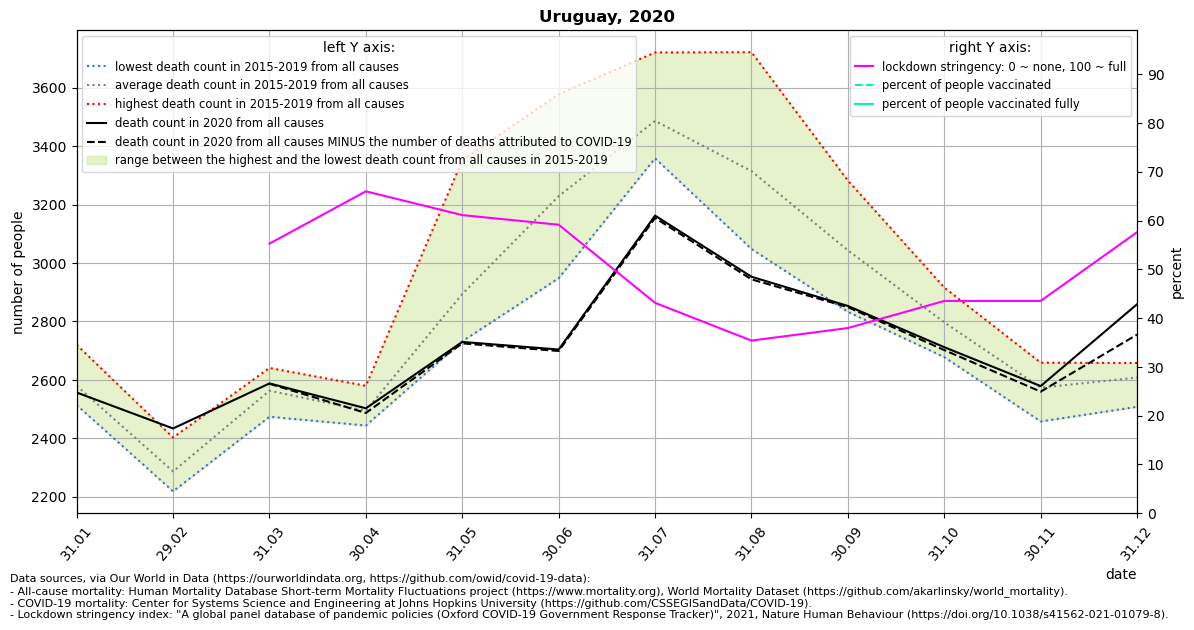 Uruguay, 2020
left Y axis:
lowest death count in 2015-2019 from all causes
average death count in 2015-2019 from all causes
highest death count in 2015-2019 from all causes
death count in 2020 from all causes
death count in 2020 from all causes MINUS the number of deaths attributed to COVID-19
range between the highest and the lowest death count from all causes in 2015-2019
right Y axis:
lockdown stringency: 0 ~ none, 100 ~ full
percent of people vaccinated
percent of people vaccinated fully
number of people
3600
3400
3200
3000
2800
2600
2400
2200
percent
90
80
70
60
50
40
30
20
10
0
31.01
29.02
31.03
30.04
31.05
30.06
31.07
31.08
30.09
31.10
30.11
31.12
date
Data sources, via Our World in Data (https://ourworldindata.org, https://github.com/owid/covid-19-data):
- All-cause mortality: Human Mortality Database Short-term Mortality Fluctuations project (https://www.mortality.org), World Mortality Dataset (https://github.com/akarlinsky/world_mortality).
- COVID-19 mortality: Center for Systems Science and Engineering at Johns Hopkins University (https://github.com/CSSEGISandData/COVID-19).
- Lockdown stringency index: "A global panel database of pandemic policies (Oxford COVID-19 Government Response Tracker)", 2021, Nature Human Behaviour (https://doi.org/10.1038/s41562-021-01079-8).